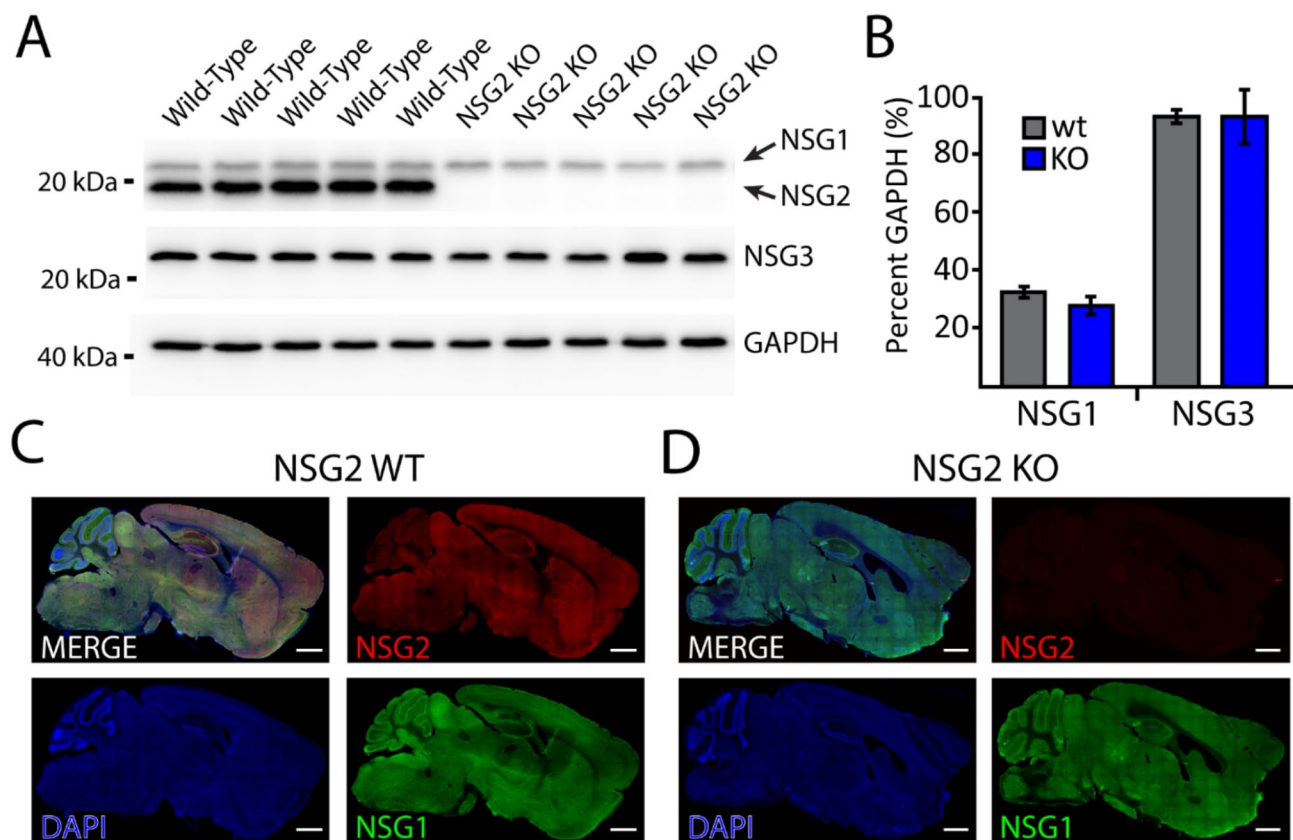 A
Wild-Type Wild-Type Wild-Type Wild-Type Wild-Type NSG2 KO NSG2 KO NSG2 KO NSG2 KO NSG2 KO
NSG1
20 kDa
NSG2
NSG3
20 kDa
GAPDH
40 kDa
B
Percent GAPDH (%)
100
80
60
40
20
wt
KO
NSG1
NSG3
C
NSG2 WT
MERGE
NSG2
DAPI
NSG1
D
NSG2 KO
MERGE
NSG2
DAPI
NSG1